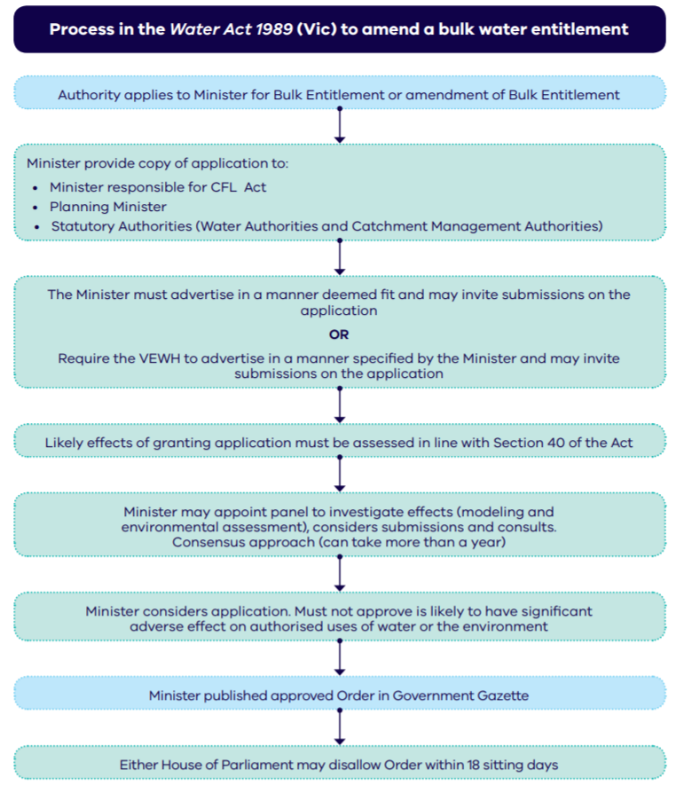 Process in the Water Act 1989 (Vic) to amend a bulk water entitlement
Authority applies to Minister for Bulk Entitlement or amendment of Bulk Entitlement
Minister provide copy of application to:
• Minister responsible for CFL Act
• Planning Minister
• Statutory Authorities (Water Authorities and Catchment Management Authorities)
The Minister must advertise in a manner deemed fit and may invite submissions on the
application
OR
Require the VEWH to advertise in a manner specified by the Minister and may invite
submissions on the application
Likely effects of granting application must be assessed in line with Section 40 of the Act
Minister may appoint panel to investigate effects (modeling and
environmental assessment), considers submissions and consults.
Consensus approach (can take more than a year)
Minister considers application. Must not approve is likely to have significant
adverse effect on authorised uses of water or the environment
Minister published approved Order in Government Gazette
Either House of Parliament may disallow Order within 18 sitting days